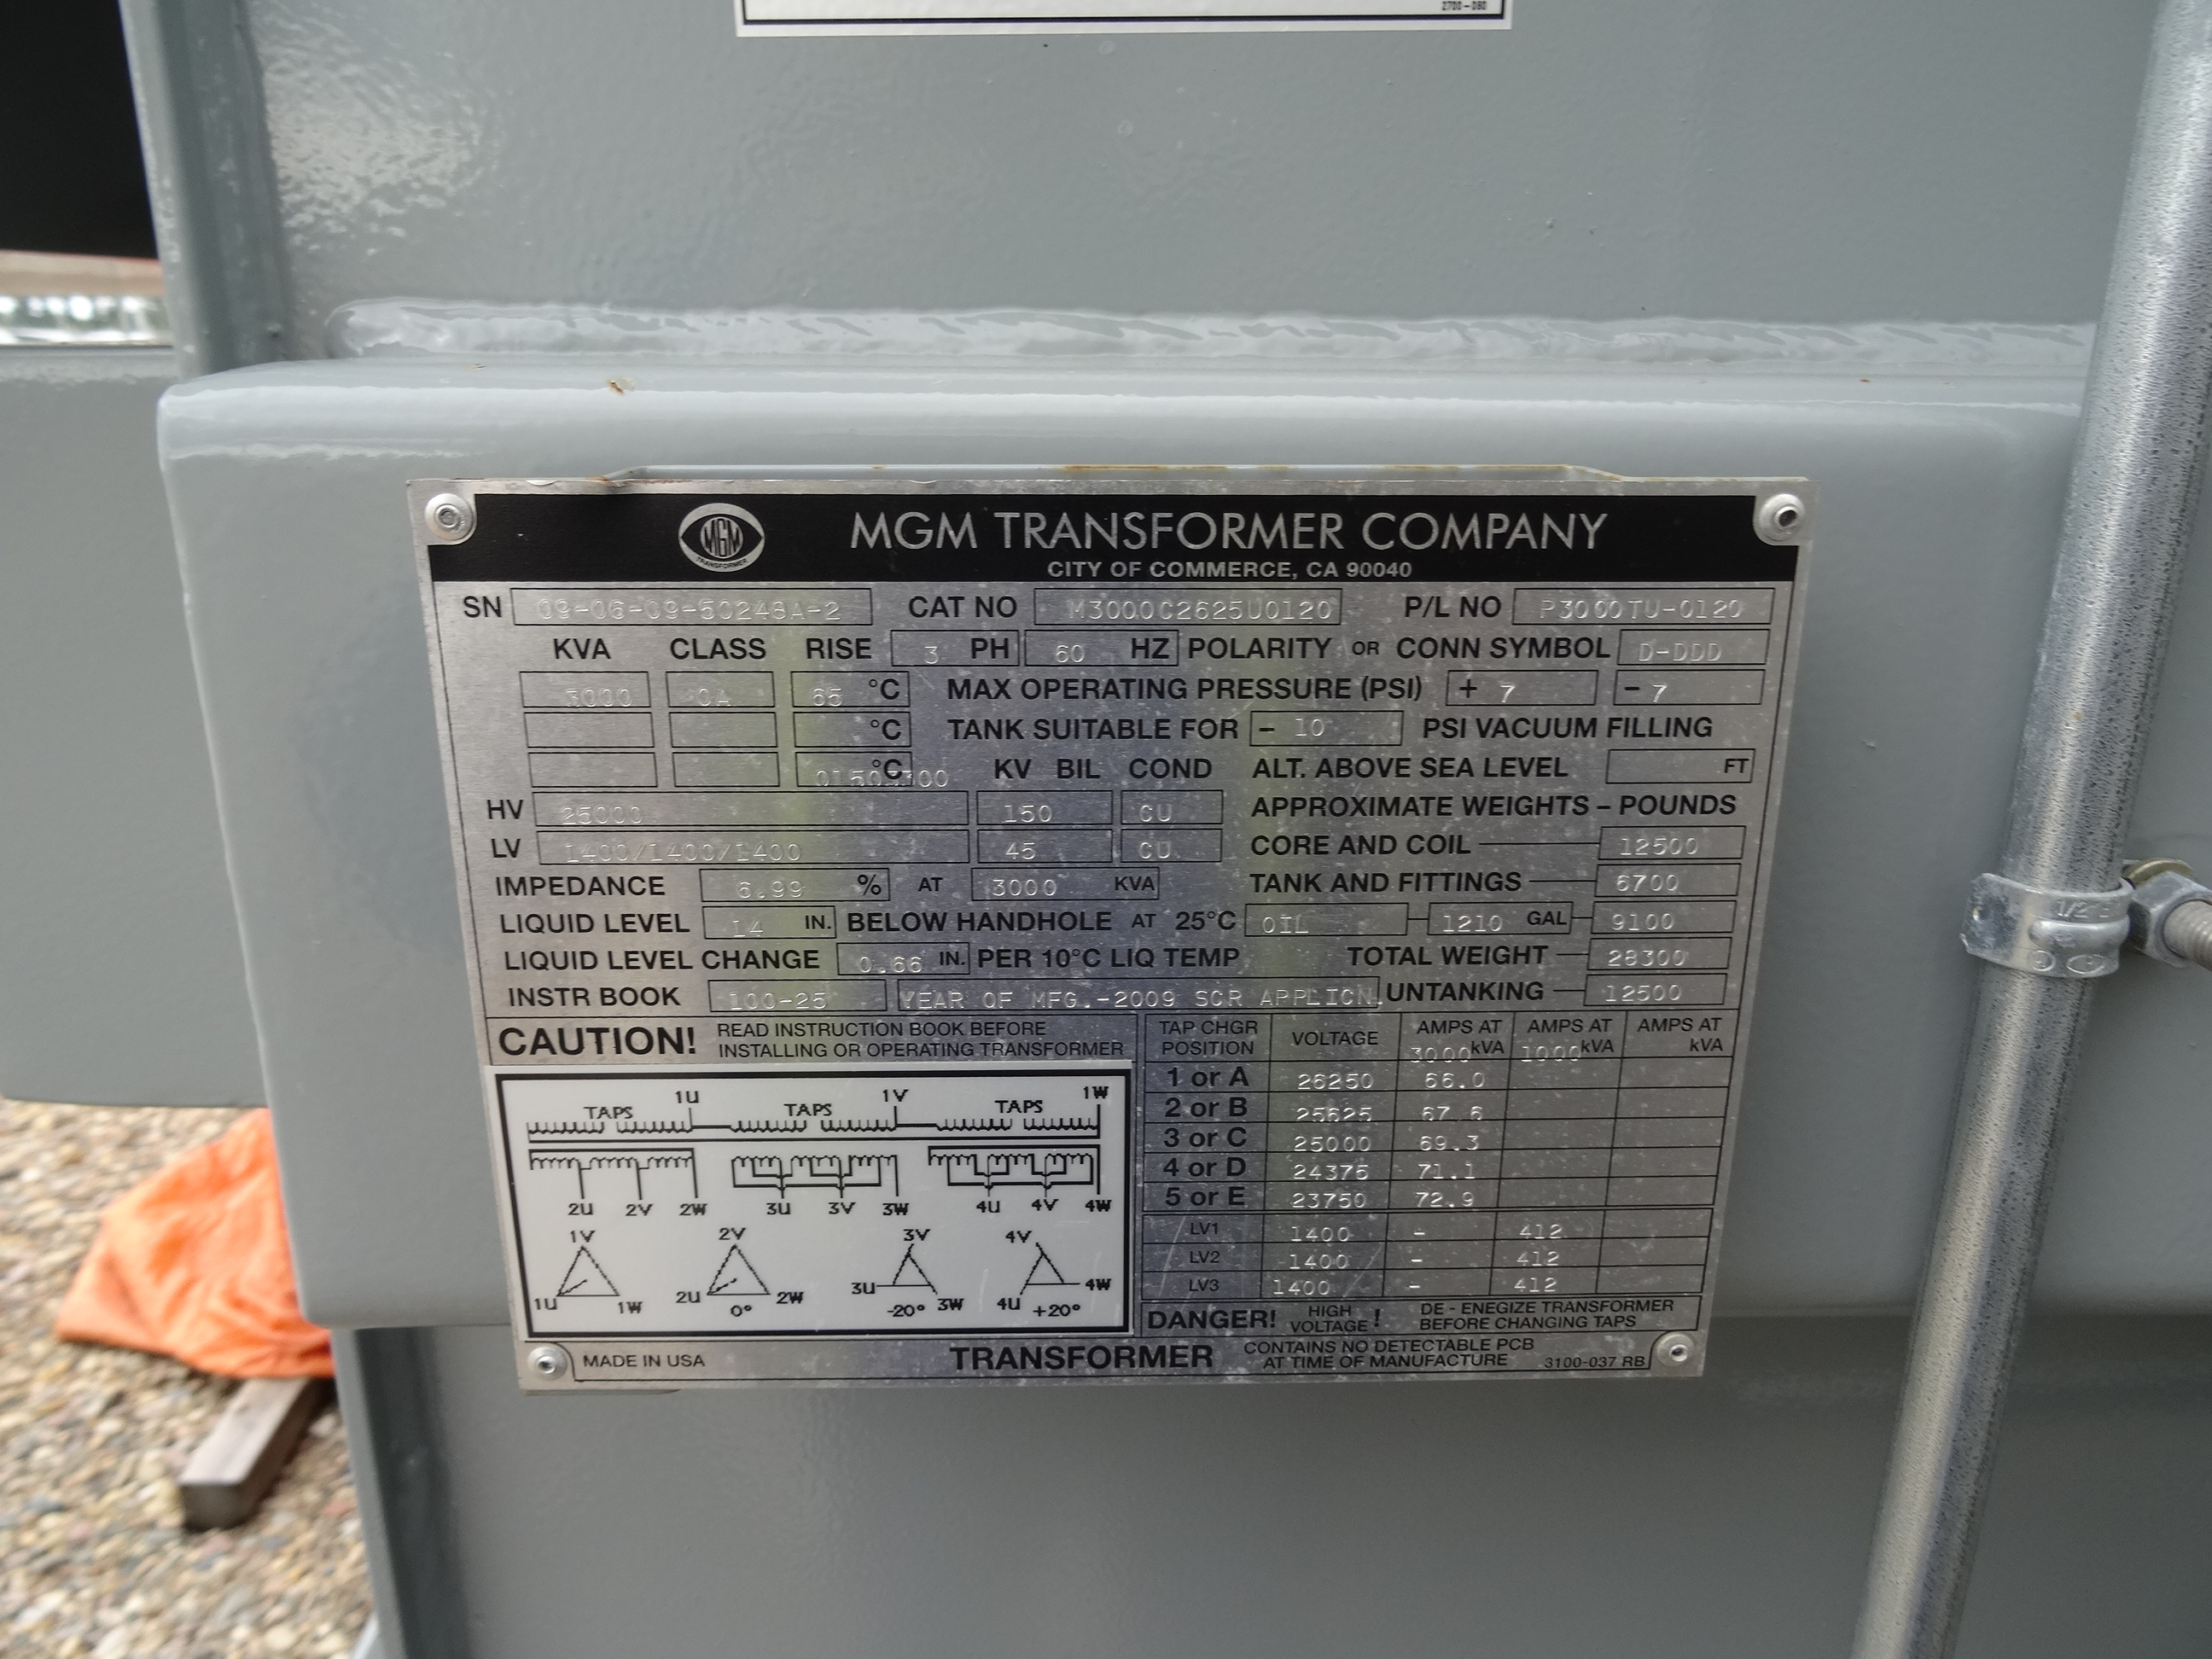 2700-080
MGM TRANSFORMER COMPANY
MGM
TRANSFORMER
CITY OF COMMERCE, CA 90040
SN 09-06-09-50248A-2 CAT NO M3000C2625U0120 P/L NO P3000TU-0120
KVA CLASS RISE 3 PH 60 HZ POLARITY OR CONN SYMBOL D-DDD
3000 OA 65 °C MAX OPERATING PRESSURE (PSI) + 7 - 7
°C TANK SUITABLE FOR - 10 PSI VACUUM FILLING
°C KV BIL COND ALT. ABOVE SEA LEVEL FT
HV 25000 150 CU APPROXIMATE WEIGHTS - POUNDS
LV 1400/1400/1400 45 CU CORE AND COIL 12500
IMPEDANCE 6.99 % AT 3000 KVA TANK AND FITTINGS 6700
LIQUID LEVEL 14 IN. BELOW HANDHOLE AT 25°C OIL 1210 GAL 9100
LIQUID LEVEL CHANGE 0.66 IN. PER 10°C LIQ TEMP TOTAL WEIGHT 28300
INSTR BOOK 100-25 YEAR OF MFG.-2009 SCR APPLICN. UNTANKING 12500
CAUTION! READ INSTRUCTION BOOK BEFORE
INSTALLING OR OPERATING TRANSFORMER
TAPS 1U TAPS 1V TAPS 1W
2U 2V 2W 3U 3V 3W 4U 4V 4W
1V 2V 3V 4V
1U 1W 2U 0° 2W 3U -20° 3W 4U +20° 4W
TAP CHGR POSITION VOLTAGE AMPS AT 3000 kVA AMPS AT 1000 kVA AMPS AT kVA
1 or A 26250 66.0
2 or B 25625 67.6
3 or C 25000 69.3
4 or D 24375 71.1
5 or E 23750 72.9
LV1 1400 - 412
LV2 1400 - 412
LV3 1400 - 412
DANGER! HIGH VOLTAGE ! DE - ENEGIZE TRANSFORMER
BEFORE CHANGING TAPS
MADE IN USA TRANSFORMER CONTAINS NO DETECTABLE PCB
AT TIME OF MANUFACTURE 3100-037 RB